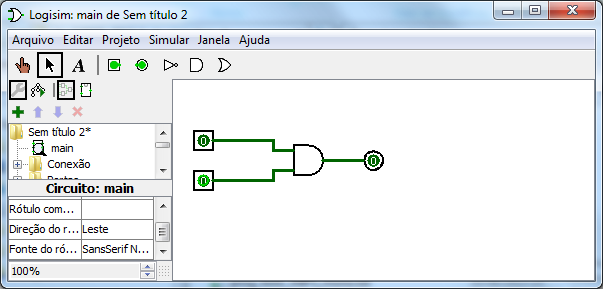 Logisim: main de Sem título 2
Arquivo Editar Projeto Simular Janela Ajuda
A
Sem título 2*
main
Conexão
Circuito: main
Rótulo com...
Direção do r... Leste
Fonte do ró... SansSerif N...
100%
0
0
0